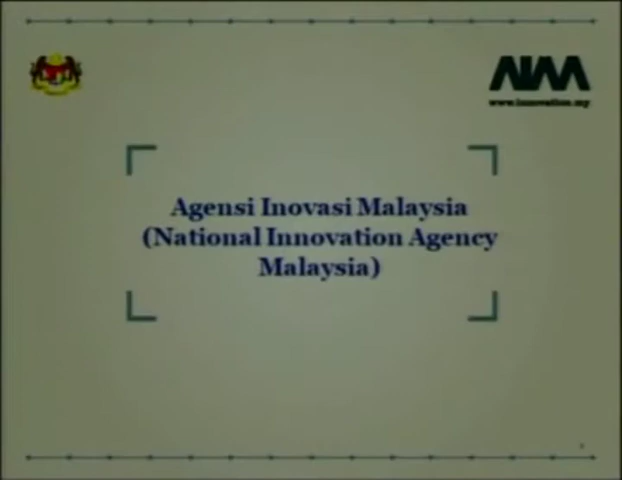 AIM
www.innovation.my
Agensi Inovasi Malaysia
(National Innovation Agency
Malaysia)